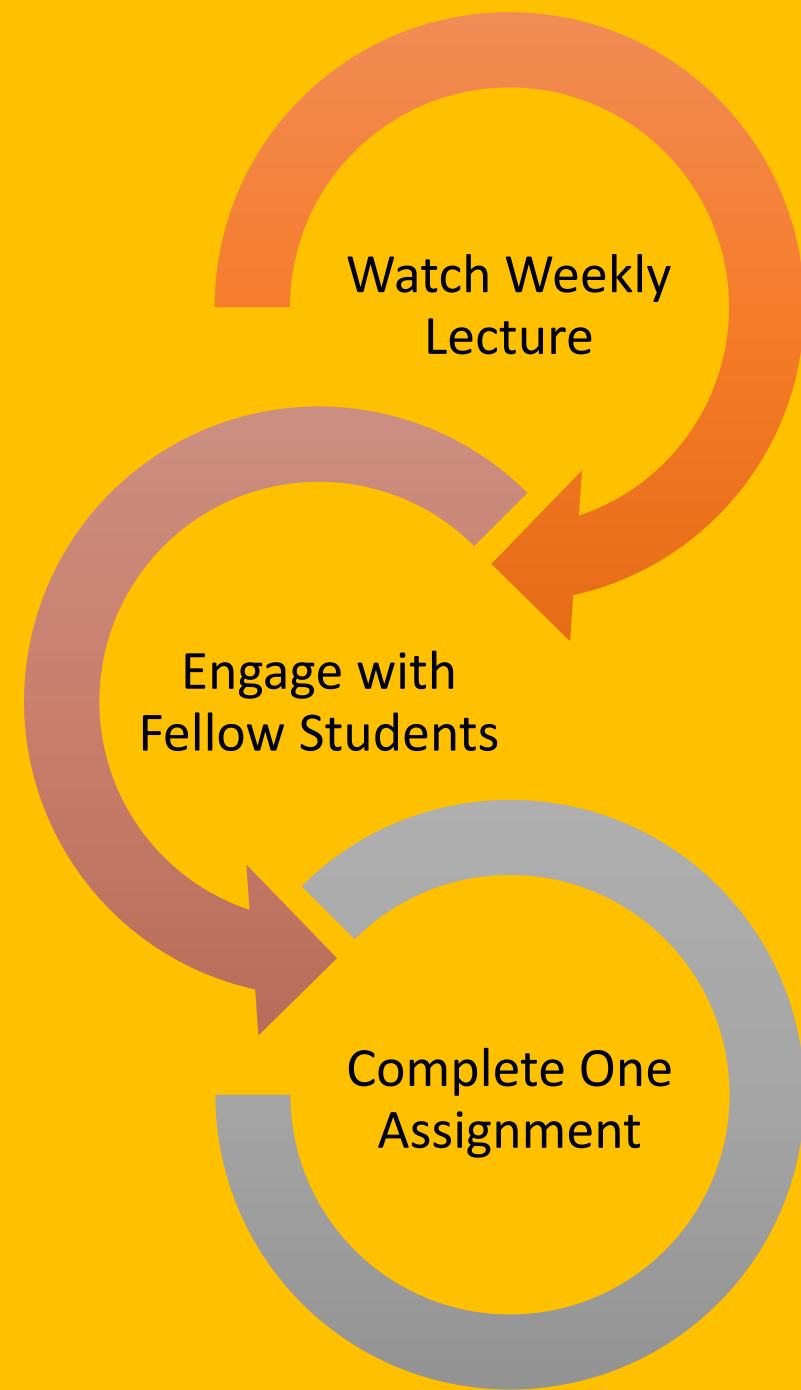 Watch Weekly
Lecture
Engage with
Fellow Students
Complete One
Assignment